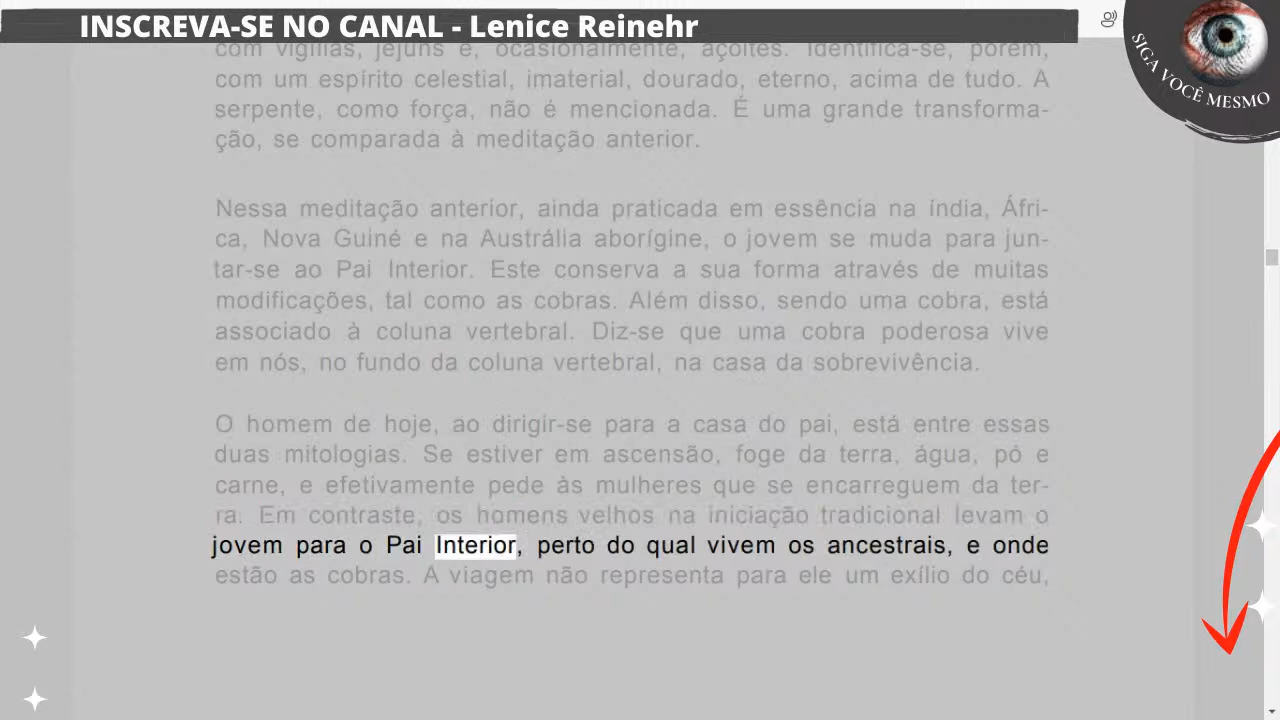 INSCREVA-SE NO CANAL - Lenice Reinehr
SIGA VOCÊ MESMO
com vigílias, jejuns e, ocasionalmente, açoites. Identifica-se, porém,
com um espírito celestial, imaterial, dourado, eterno, acima de tudo. A
serpente, como força, não é mencionada. É uma grande transforma-
ção, se comparada à meditação anterior.
Nessa meditação anterior, ainda praticada em essência na índia, Áfri-
ca, Nova Guiné e na Austrália aborígine, o jovem se muda para jun-
tar-se ao Pai Interior. Este conserva a sua forma através de muitas
modificações, tal como as cobras. Além disso, sendo uma cobra, está
associado à coluna vertebral. Diz-se que uma cobra poderosa vive
em nós, no fundo da coluna vertebral, na casa da sobrevivência.
O homem de hoje, ao dirigir-se para a casa do pai, está entre essas
duas mitologias. Se estiver em ascensão, foge da terra, água, pó e
carne, e efetivamente pede às mulheres que se encarreguem da ter-
ra. Em contraste, os homens velhos na iniciação tradicional levam o
jovem para o Pai Interior, perto do qual vivem os ancestrais, e onde
estão as cobras. A viagem não representa para ele um exílio do céu,